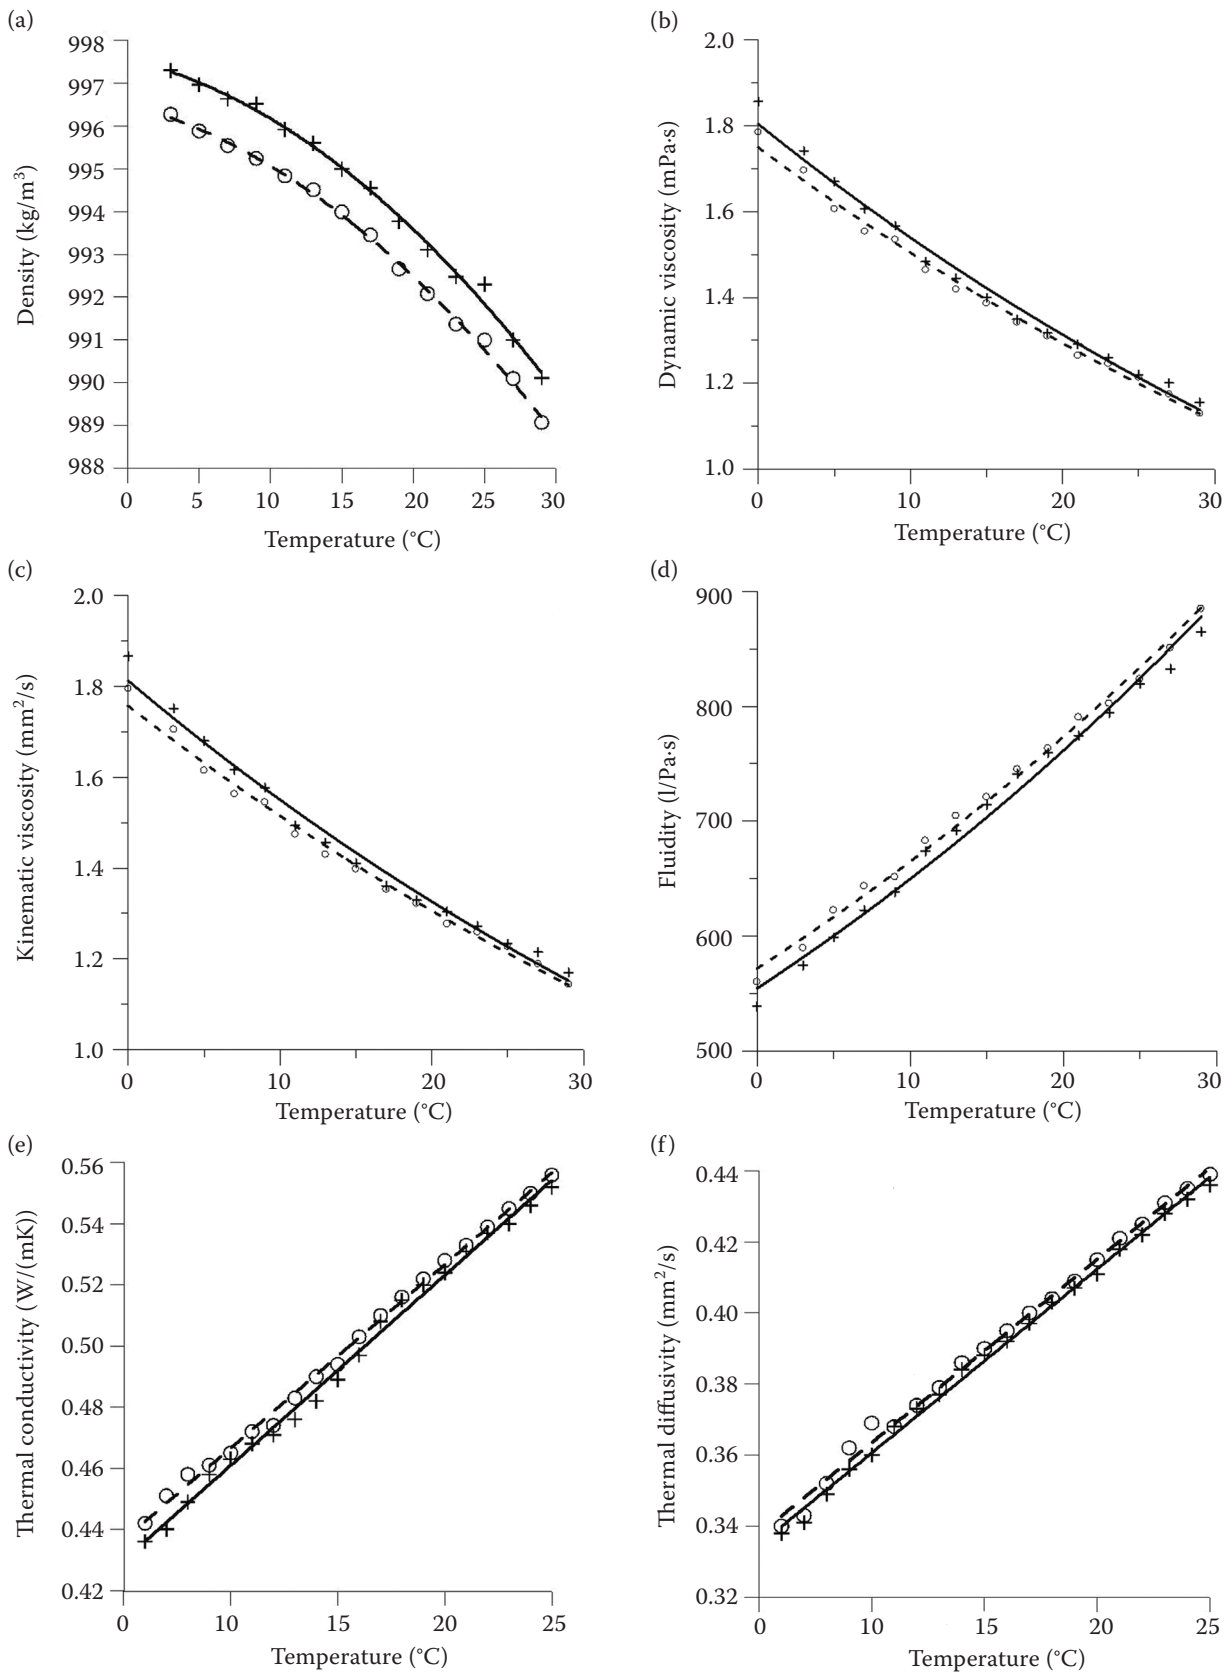 (a)
998
997
996
995
994
993
992
991
990
989
988
Density (kg/m³)
0 5 10 15 20 25 30
Temperature (°C)
(b)
2.0
1.8
1.6
1.4
1.2
1.0
Dynamic viscosity (mPa·s)
0 10 20 30
Temperature (°C)
(c)
2.0
1.8
1.6
1.4
1.2
1.0
Kinematic viscosity (mm²/s)
0 10 20 30
Temperature (°C)
(d)
900
800
700
600
500
Fluidity (l/Pa·s)
0 10 20 30
Temperature (°C)
(e)
0.56
0.54
0.52
0.50
0.48
0.46
0.44
0.42
Thermal conductivity (W/(mK))
0 10 15 20 25
Temperature (°C)
(f)
0.44
0.42
0.40
0.38
0.36
0.34
0.32
Thermal diffusivity (mm²/s)
0 10 15 20 25
Temperature (°C)